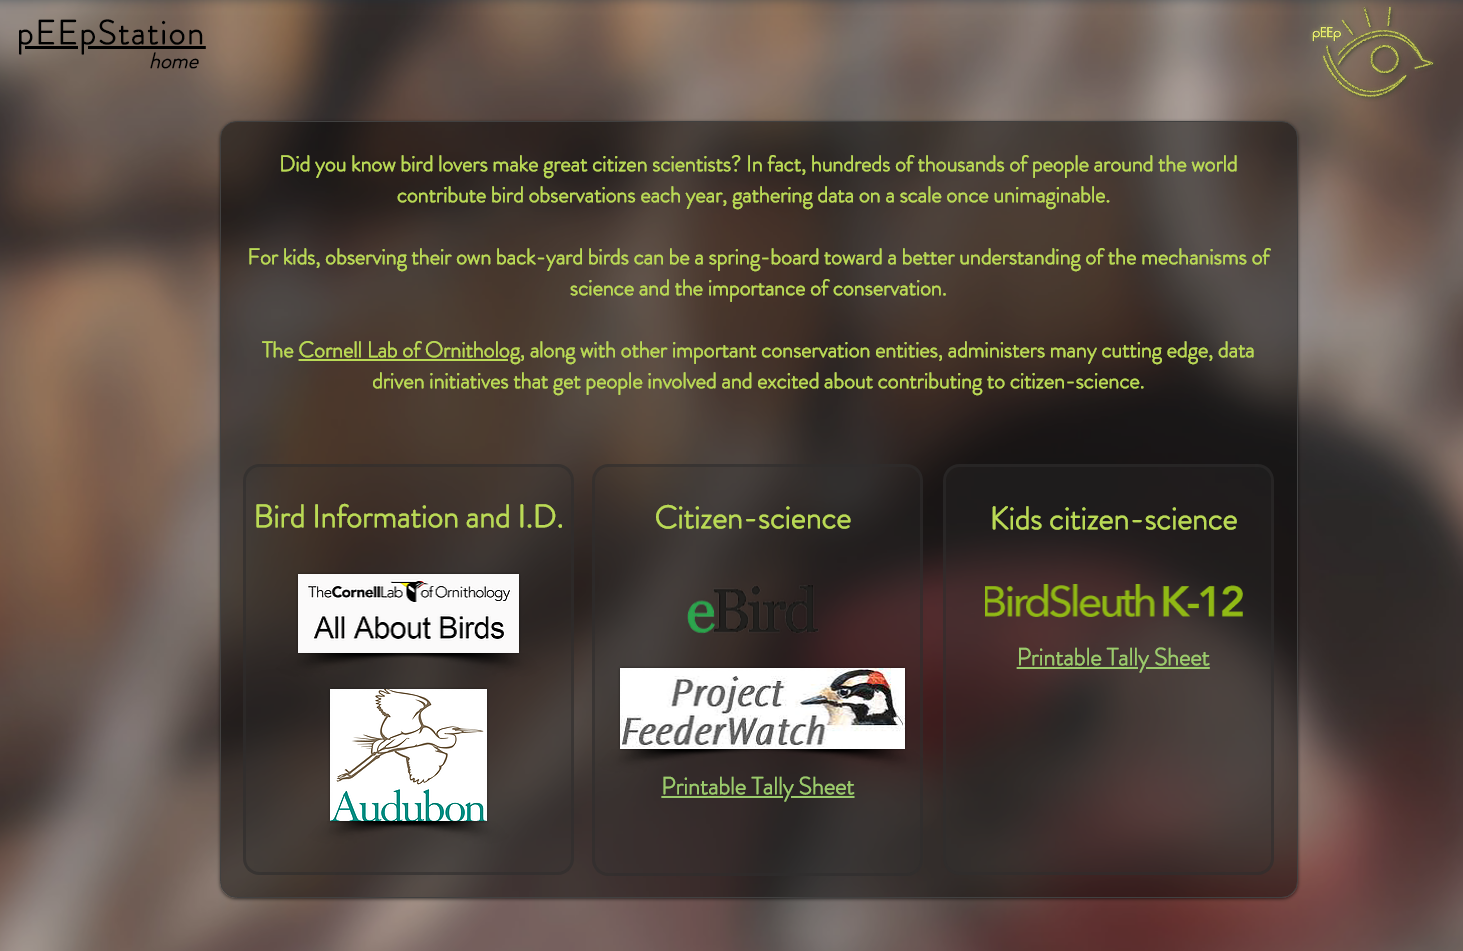 pEEpStation
home
pEEp
Did you know bird lovers make great citizen scientists? In fact, hundreds of thousands of people around the world
contribute bird observations each year, gathering data on a scale once unimaginable.
For kids, observing their own back-yard birds can be a spring-board toward a better understanding of the mechanisms of
science and the importance of conservation.
The Cornell Lab of Ornitholog, along with other important conservation entities, administers many cutting edge, data
driven initiatives that get people involved and excited about contributing to citizen-science.
Bird Information and I.D.
TheCornellLab of Ornithology
All About Birds
Audubon
Citizen-science
eBird
Project
FeederWatch
Printable Tally Sheet
Kids citizen-science
BirdSleuth K-12
Printable Tally Sheet